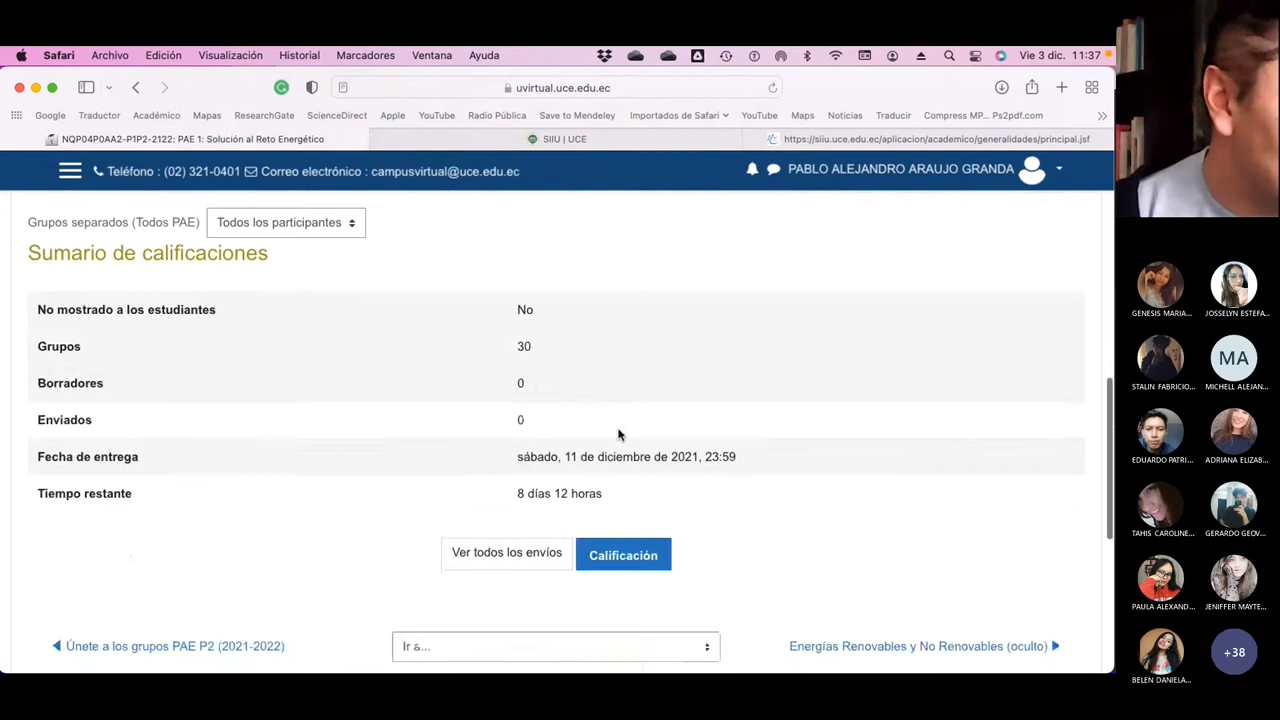 Safari Archivo Edición Visualización Historial Marcadores Ventana Ayuda Vie 3 dic. 11:37
uvirtual.uce.edu.ec
Google Traductor Académico Mapas ResearchGate ScienceDirect Apple YouTube Radio Pública Save to Mendeley Importados de Safari YouTube Maps Noticias Traducir Compress MP... Ps2pdf.com
NQP04P0AA2-P1P2-2122: PAE 1: Solución al Reto Energético SIIU | UCE https://siiu.uce.edu.ec/aplicacion/academico/generalidades/principal.jsf
Teléfono : (02) 321-0401 Correo electrónico : campusvirtual@uce.edu.ec PABLO ALEJANDRO ARAUJO GRANDA
Grupos separados (Todos PAE) Todos los participantes
Sumario de calificaciones
No mostrado a los estudiantes No
Grupos 30
Borradores 0
Enviados 0
Fecha de entrega sábado, 11 de diciembre de 2021, 23:59
Tiempo restante 8 días 12 horas
Ver todos los envíos Calificación
Únete a los grupos PAE P2 (2021-2022) Ir a... Energías Renovables y No Renovables (oculto)
GENESIS MARIA... JOSSELYN ESTEFA...
MA
STALIN FABRICIO... MICHELL ALEJAN...
EDUARDO PATRI... ADRIANA ELIZAB...
TAHIS CAROLINE... GERARDO GEOV...
PAULA ALEXAND... JENIFFER MAYTE...
+38
BELEN DANIELA...